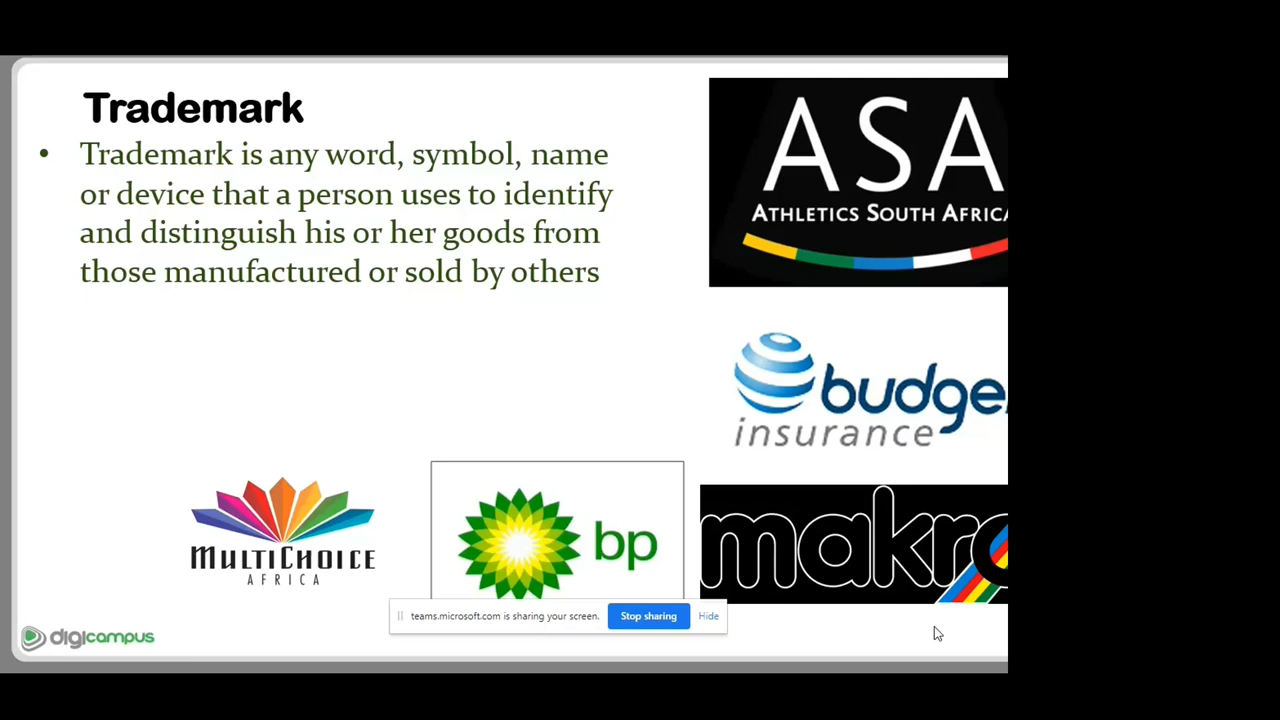 Trademark
• Trademark is any word, symbol, name
or device that a person uses to identify
and distinguish his or her goods from
those manufactured or sold by others
ASA
ATHLETICS SOUTH AFRICA
budge
insurance
MULTICHOICE
AFRICA
bp
makro
teams.microsoft.com is sharing your screen.
Stop sharing
Hide
digicampus